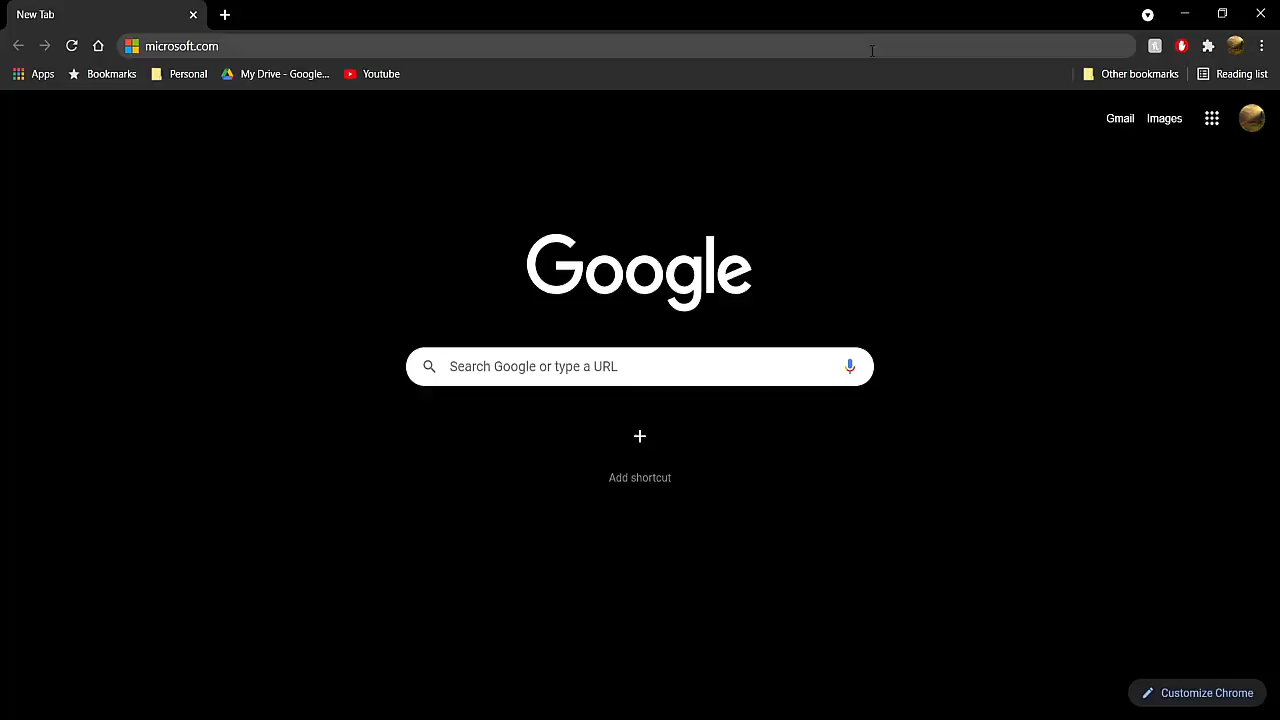 New Tab
microsoft.com
Apps Bookmarks Personal My Drive - Google... Youtube Other bookmarks Reading list
Gmail Images
Google
Search Google or type a URL
Add shortcut
Customize Chrome